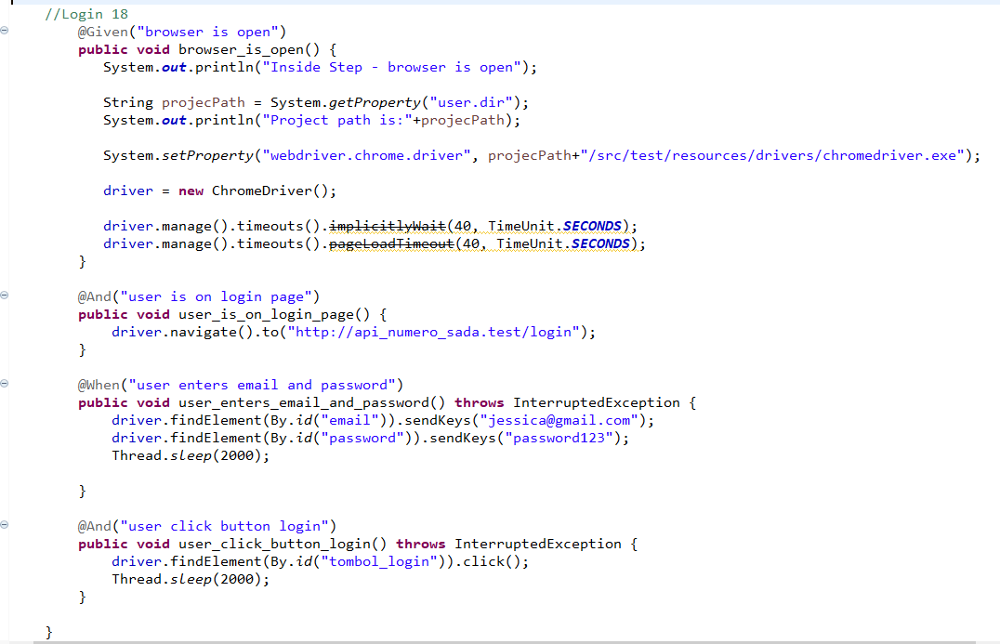 //Login 18
@Given("browser is open")
public void browser_is_open() {
System.out.println("Inside Step - browser is open");
String projecPath = System.getProperty("user.dir");
System.out.println("Project path is:"+projecPath);
System.setProperty("webdriver.chrome.driver", projecPath+"/src/test/resources/drivers/chromedriver.exe");
driver = new ChromeDriver();
driver.manage().timeouts().implicitlyWait(40, TimeUnit.SECONDS);
driver.manage().timeouts().pageLoadTimeout(40, TimeUnit.SECONDS);
}
@And("user is on login page")
public void user_is_on_login_page() {
driver.navigate().to("http://api_numero_sada.test/login");
}
@When("user enters email and password")
public void user_enters_email_and_password() throws InterruptedException {
driver.findElement(By.id("email")).sendKeys("jessica@gmail.com");
driver.findElement(By.id("password")).sendKeys("password123");
Thread.sleep(2000);
}
@And("user click button login")
public void user_click_button_login() throws InterruptedException {
driver.findElement(By.id("tombol_login")).click();
Thread.sleep(2000);
}
}